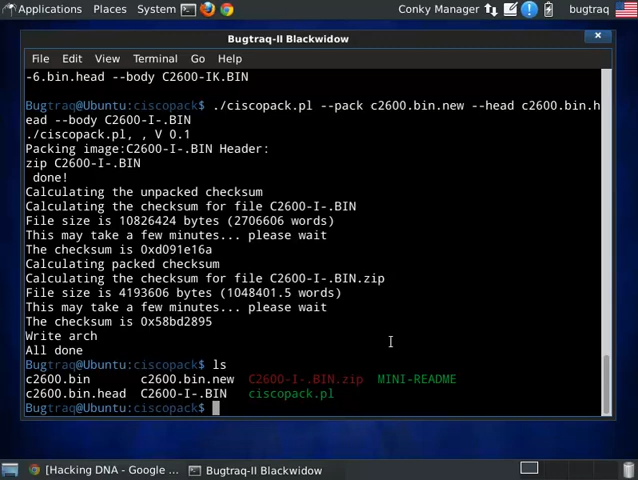 Applications Places System Conky Manager bugtraq
Bugtraq-II Blackwidow
File Edit View Terminal Go Help
-6.bin.head --body C2600-IK.BIN
Bugtraq@Ubuntu:ciscopack$ ./ciscopack.pl --pack c2600.bin.new --head c2600.bin.h
ead --body C2600-I-.BIN
./ciscopack.pl, , V 0.1
Packing image:C2600-I-.BIN Header:
zip C2600-I-.BIN
done!
Calculating the unpacked checksum
Calculating the checksum for file C2600-I-.BIN
File size is 10826424 bytes (2706606 words)
This may take a few minutes... please wait
The checksum is 0xd091e16a
Calculating packed checksum
Calculating the checksum for file C2600-I-.BIN.zip
File size is 4193606 bytes (1048401.5 words)
This may take a few minutes... please wait
The checksum is 0x58bd2895
Write arch
All done
Bugtraq@Ubuntu:ciscopack$ ls
c2600.bin c2600.bin.new C2600-I-.BIN.zip MINI-README
c2600.bin.head C2600-I-.BIN ciscopack.pl
Bugtraq@Ubuntu:ciscopack$
[Hacking DNA - Google ... Bugtraq-II Blackwidow